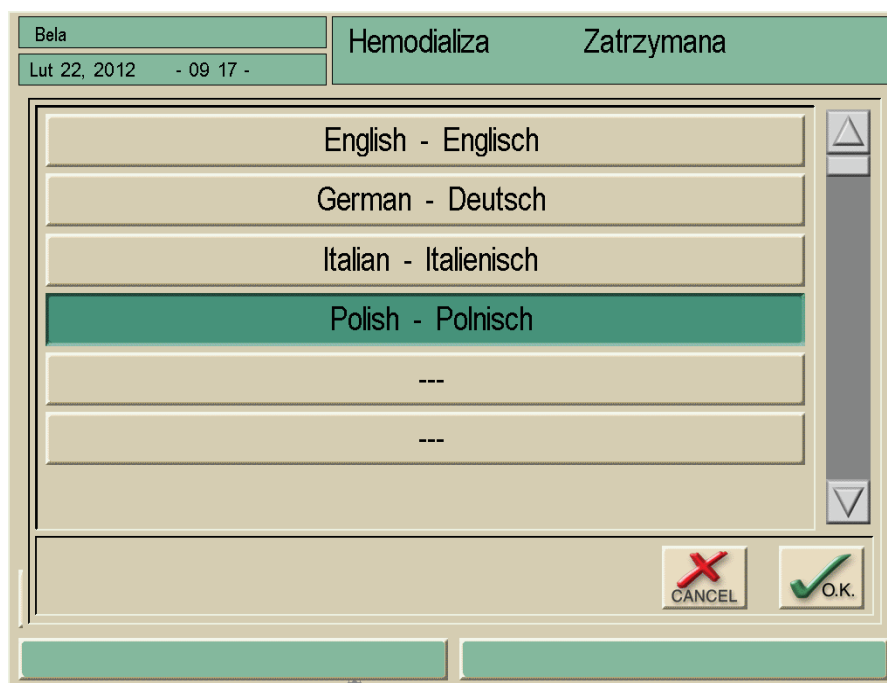 Bela
Hemodializa Zatrzymana
Lut 22, 2012 - 09 17 -
English - Englisch
German - Deutsch
Italian - Italienisch
Polish - Polnisch
---
---
CANCEL
O.K.